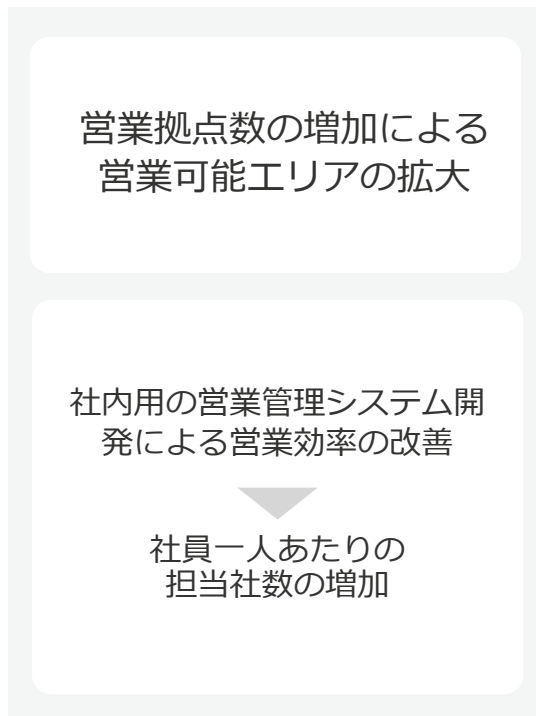 営業拠点数の増加による
営業可能エリアの拡大
社内用の営業管理システム開
発による営業効率の改善
社員一人あたりの
担当社数の増加